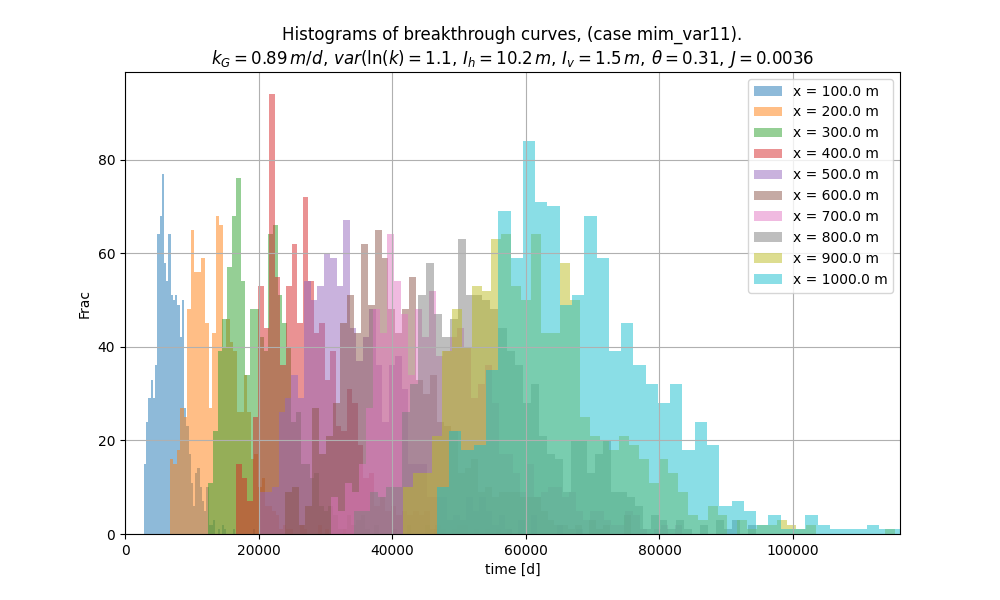 Histograms of breakthrough curves, (case mim_var11).
k_G = 0.89 m/d, var(ln(k) = 1.1, I_h = 10.2 m, I_v = 1.5 m, θ = 0.31, J = 0.0036
x = 100.0 m
x = 200.0 m
x = 300.0 m
x = 400.0 m
x = 500.0 m
x = 600.0 m
x = 700.0 m
x = 800.0 m
x = 900.0 m
x = 1000.0 m
80
60
40
20
0
Frac
0 20000 40000 60000 80000 100000
time [d]